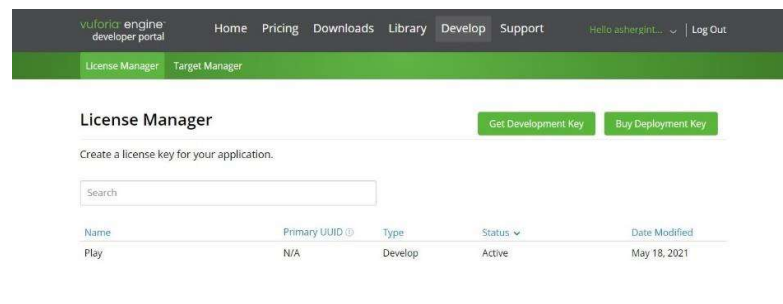 vuforia engine Home Pricing Downloads Library Develop Support Hello ashergint... | Log Out
developer portal
License Manager Target Manager
License Manager Get Development Key Buy Deployment Key
Create a license key for your application.
Search
Name Primary UUID Type Status Date Modified
Play N/A Develop Active May 18, 2021